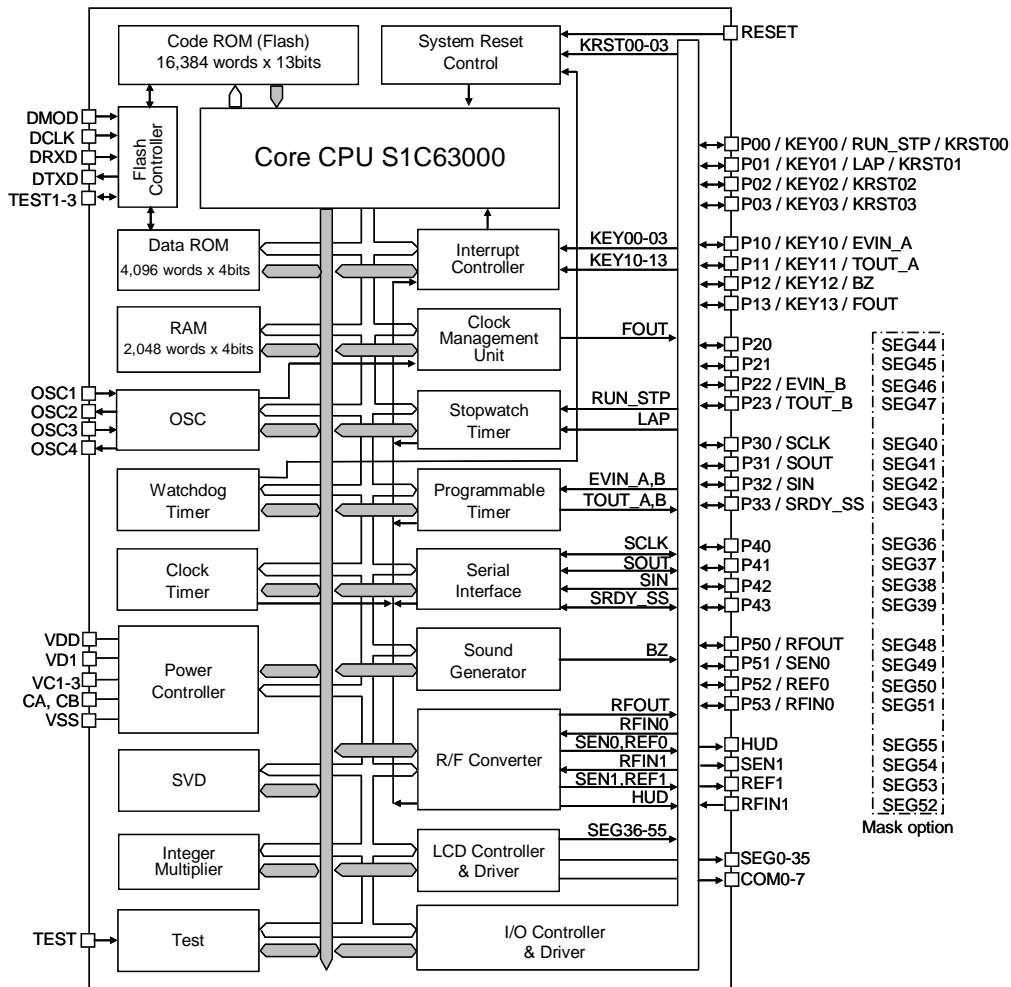 Code ROM (Flash)
16,384 words x 13bits
System Reset
Control
KRST00-03
RESET
DMOD
DCLK
DRXD
DTXD
TEST1-3
Flash
Controller
Core CPU S1C63000
P00 / KEY00 / RUN_STP / KRST00
P01 / KEY01 / LAP / KRST01
P02 / KEY02 / KRST02
P03 / KEY03 / KRST03
Data ROM
4,096 words x 4bits
Interrupt
Controller
KEY00-03
KEY10-13
P10 / KEY10 / EVIN_A
P11 / KEY11 / TOUT_A
P12 / KEY12 / BZ
P13 / KEY13 / FOUT
RAM
2,048 words x 4bits
Clock
Management
Unit
FOUT
P20 SEG44
P21 SEG45
P22 / EVIN_B SEG46
P23 / TOUT_B SEG47
OSC1
OSC2
OSC3
OSC4
OSC
Stopwatch
Timer
RUN_STP
LAP
P30 / SCLK SEG40
P31 / SOUT SEG41
P32 / SIN SEG42
P33 / SRDY_SS SEG43
Watchdog
Timer
Programmable
Timer
EVIN_A,B
TOUT_A,B
Clock
Timer
Serial
Interface
SCLK
SOUT
SIN
SRDY_SS
P40 SEG36
P41 SEG37
P42 SEG38
P43 SEG39
VDD
VD1
VC1-3
CA, CB
VSS
Power
Controller
Sound
Generator
BZ
P50 / RFOUT SEG48
P51 / SEN0 SEG49
P52 / REF0 SEG50
P53 / RFIN0 SEG51
SVD
R/F Converter
RFOUT
RFIN0
SEN0,REF0
RFIN1
SEN1,REF1
HUD
HUD SEG55
SEN1 SEG54
REF1 SEG53
RFIN1 SEG52
Mask option
Integer
Multiplier
LCD Controller
& Driver
SEG36-55
SEG0-35
COM0-7
TEST
Test
I/O Controller
& Driver